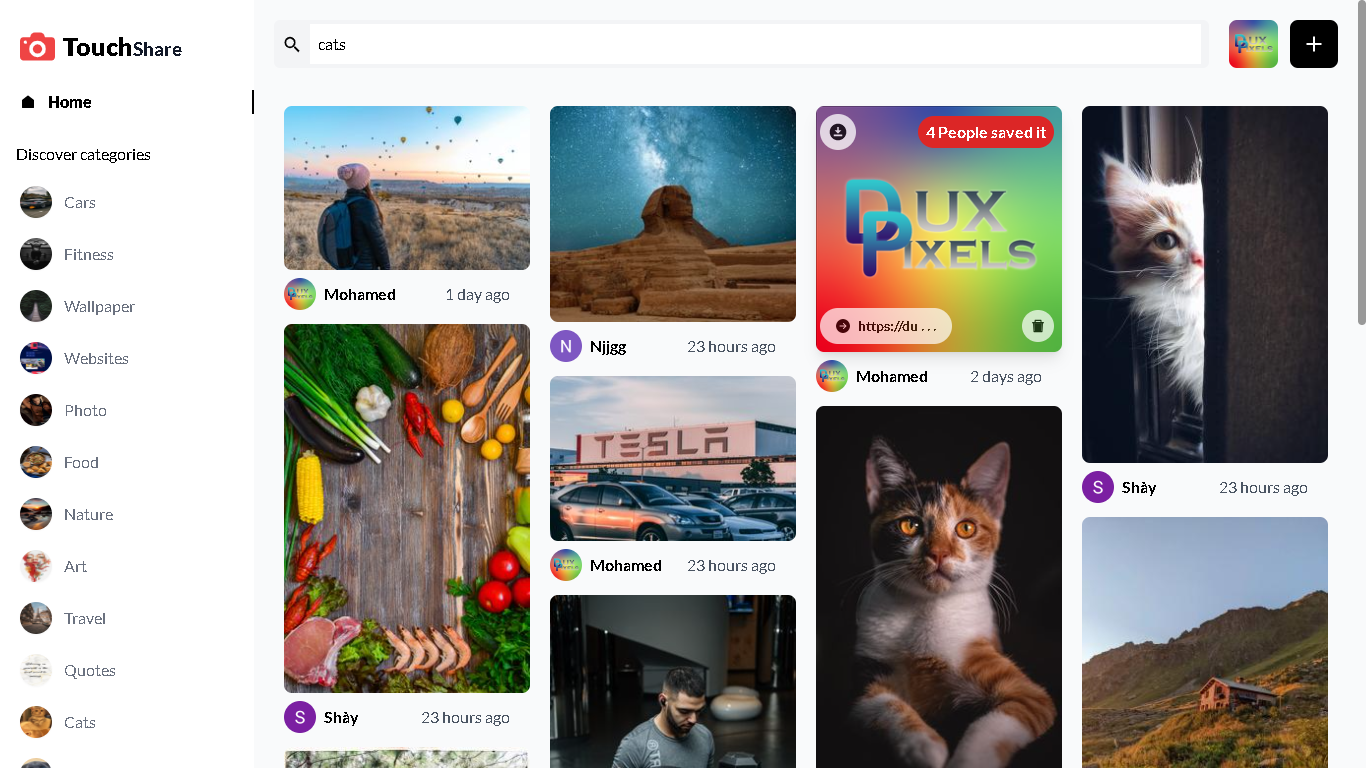 TouchShare
cats
Home
Discover categories
Cars
Fitness
Wallpaper
Websites
Photo
Food
Nature
Art
Travel
Quotes
Cats
Mohamed 1 day ago
Shày 23 hours ago
Njjgg 23 hours ago
TESLA
Mohamed 23 hours ago
4 People saved it
DUX
PIXELS
https://du . . .
Mohamed 2 days ago
Shày 23 hours ago